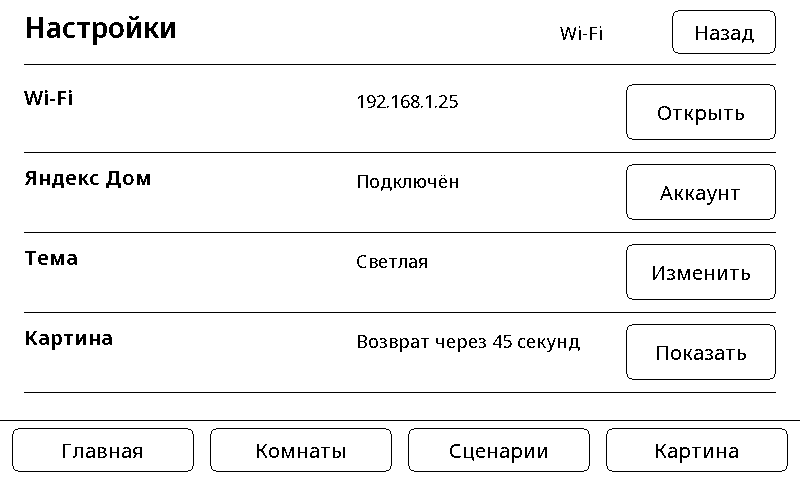 Настройки
Wi-Fi
Назад
Wi-Fi
192.168.1.25
Открыть
Яндекс Дом
Подключён
Аккаунт
Тема
Светлая
Изменить
Картина
Возврат через 45 секунд
Показать
Главная
Комнаты
Сценарии
Картина